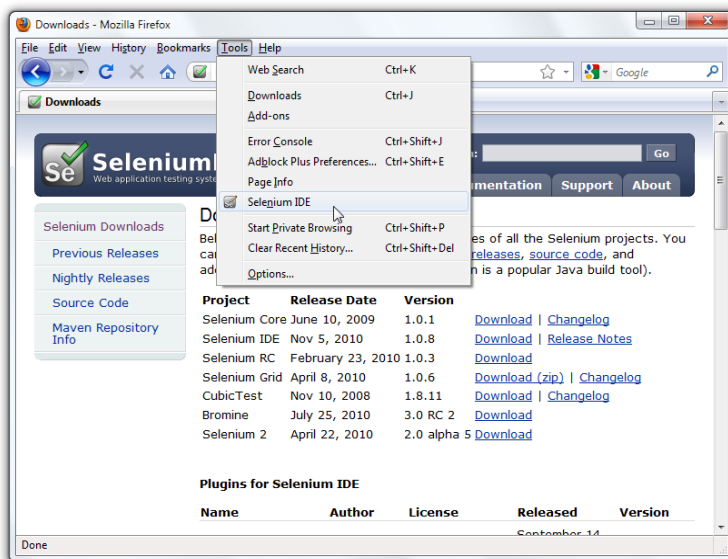 Downloads - Mozilla Firefox
File Edit View History Bookmarks Tools Help
Google
Downloads
Web Search Ctrl+K
Downloads Ctrl+J
Add-ons
Error Console Ctrl+Shift+J
Adblock Plus Preferences... Ctrl+Shift+E
Page Info
Selenium IDE
Start Private Browsing Ctrl+Shift+P
Clear Recent History... Ctrl+Shift+Del
Options...
Se
Selenium
Web application testing
Go
Support About
Selenium Downloads
Previous Releases
Nightly Releases
Source Code
Maven Repository
Info
es of all the Selenium projects. You
releases, source code, and
n is a popular Java build tool).
Project Release Date Version
Selenium Core June 10, 2009 1.0.1 Download | Changelog
Selenium IDE Nov 5, 2010 1.0.8 Download | Release Notes
Selenium RC February 23, 2010 1.0.3 Download
Selenium Grid April 8, 2010 1.0.6 Download (zip) | Changelog
CubicTest Nov 10, 2008 1.8.11 Download | Changelog
Bromine July 25, 2010 3.0 RC 2 Download
Selenium 2 April 22, 2010 2.0 alpha 5 Download
Plugins for Selenium IDE
Name Author License Released Version
September 14
Done